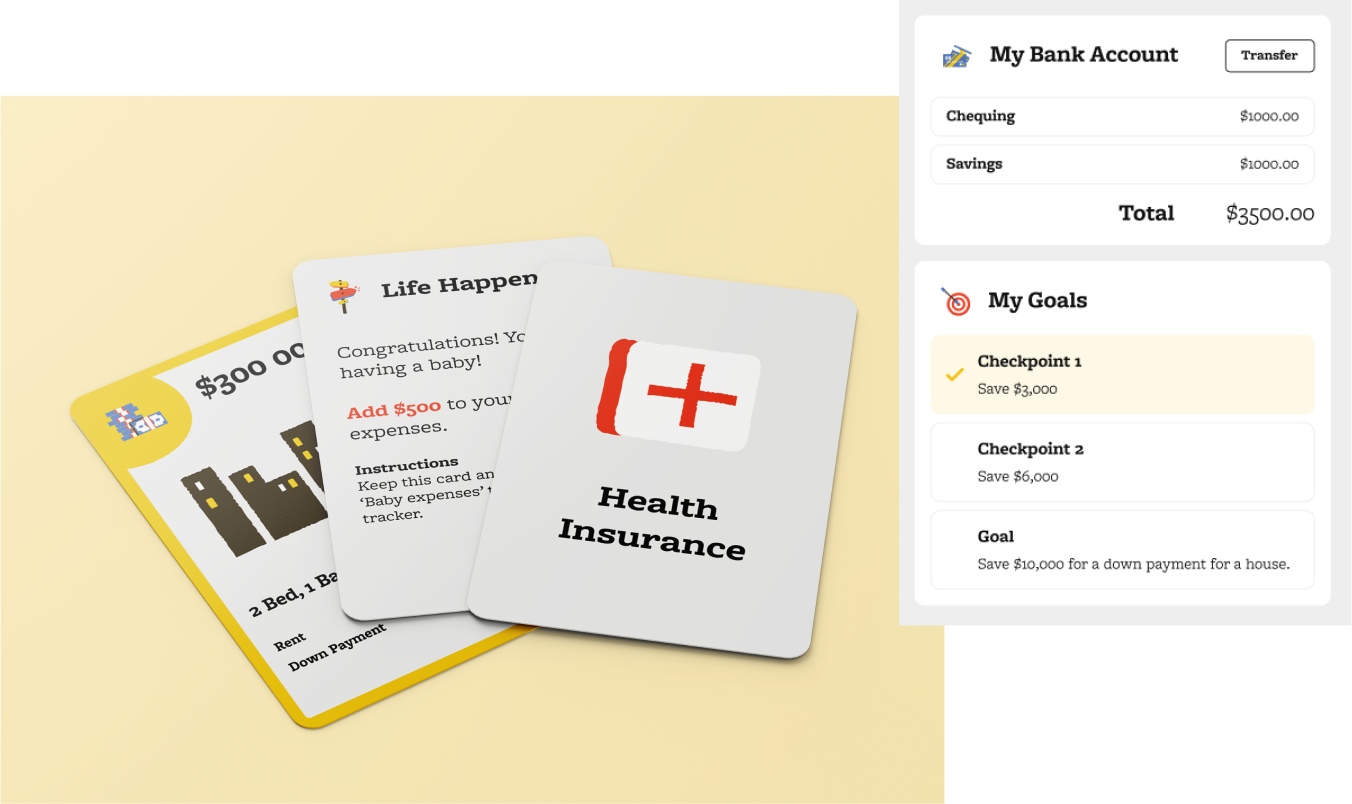 My Bank Account
Transfer
Chequing $1000.00
Savings $1000.00
Total $3500.00
My Goals
Checkpoint 1
Save $3,000
Checkpoint 2
Save $6,000
Goal
Save $10,000 for a down payment for a house.
$300 00
2 Bed, 1 Ba
Rent
Down Payment
Life Happen
Congratulations! Yo
having a baby!
Add $500 to your
expenses.
Instructions
Keep this card an
‘Baby expenses’ t
tracker.
Health
Insurance